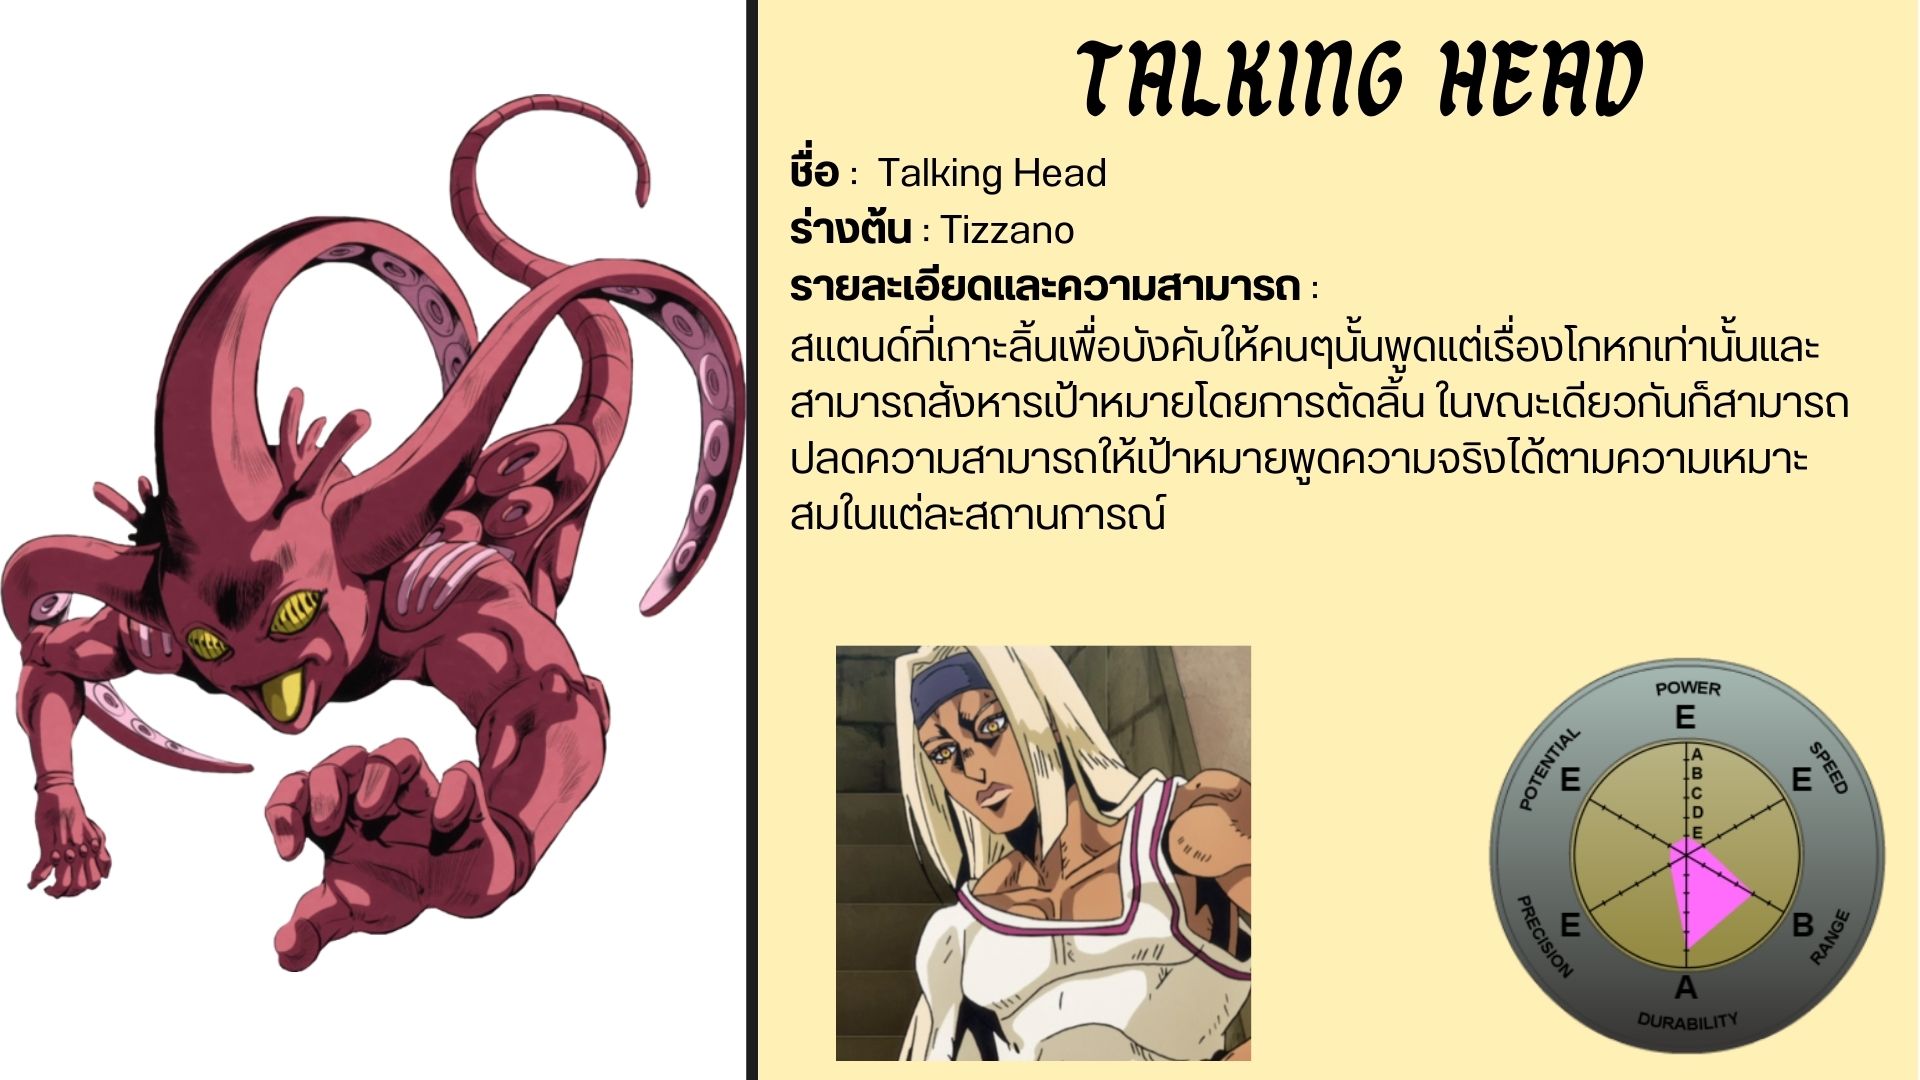 TALKING HEAD
ชื่อ : Talking Head
ร่างต้น : Tizzano
รายละเอียดและความสามารถ :
สแตนด์ที่เกาะลิ้นเพื่อบังคับให้คนๆนั้นพูดแต่เรื่องโกหกเท่านั้นและ
สามารถสังหารเป้าหมายโดยการตัดลิ้น ในขณะเดียวกันก็สามารถ
ปลดความสามารถให้เป้าหมายพูดความจริงได้ตามความเหมาะ
สมในแต่ละสถานการณ์
POWER
E
SPEED
E
RANGE
B
DURABILITY
A
PRECISION
E
POTENTIAL
E
A
B
C
D
E